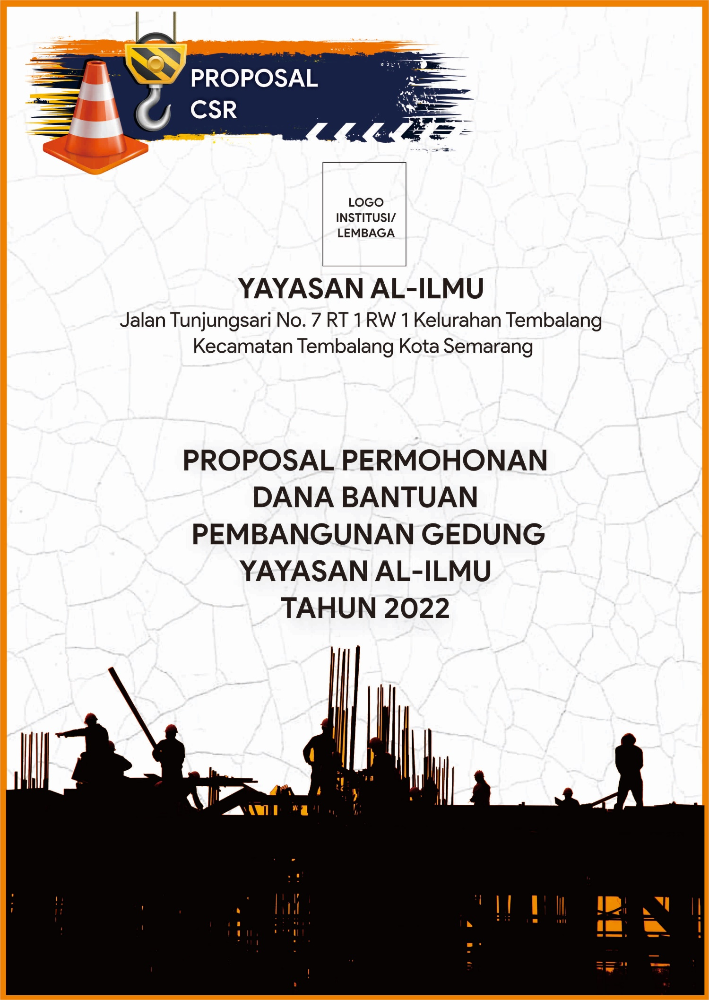 PROPOSAL
CSR
LOGO
INSTITUSI/
LEMBAGA
YAYASAN AL-ILMU
Jalan Tunjungsari No. 7 RT 1 RW 1 Kelurahan Tembalang
Kecamatan Tembalang Kota Semarang
PROPOSAL PERMOHONAN
DANA BANTUAN
PEMBANGUNAN GEDUNG
YAYASAN AL-ILMU
TAHUN 2022